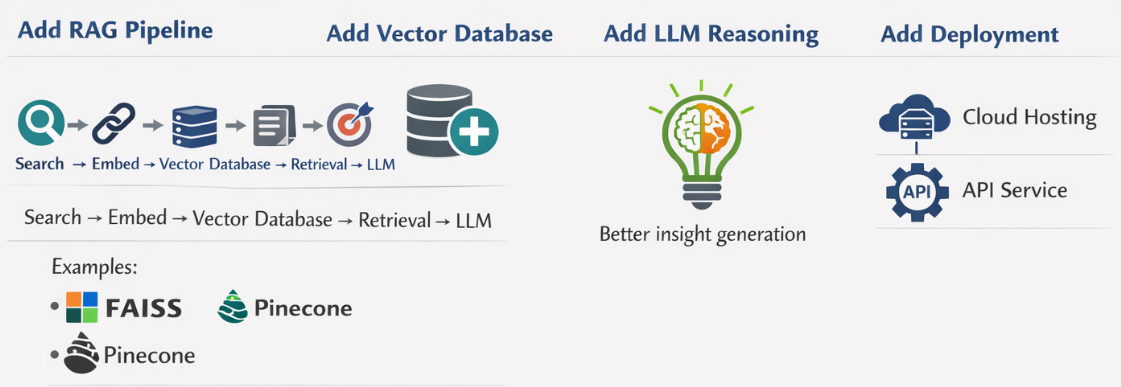 Add RAG Pipeline
Search → Embed → Vector Database → Retrieval → LLM
Search → Embed → Vector Database → Retrieval → LLM
Examples:
• FAISS
Pinecone
• Pinecone
Add Vector Database
Add LLM Reasoning
Better insight generation
Add Deployment
Cloud Hosting
API
API Service